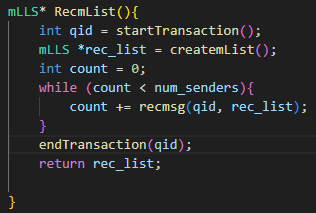 mLLS* RecmList(){
    int qid = startTransaction();
    mLLS *rec_list = createmList();
    int count = 0;
    while (count < num_senders){
        count += recmsg(qid, rec_list);
    }
    endTransaction(qid);
    return rec_list;

}